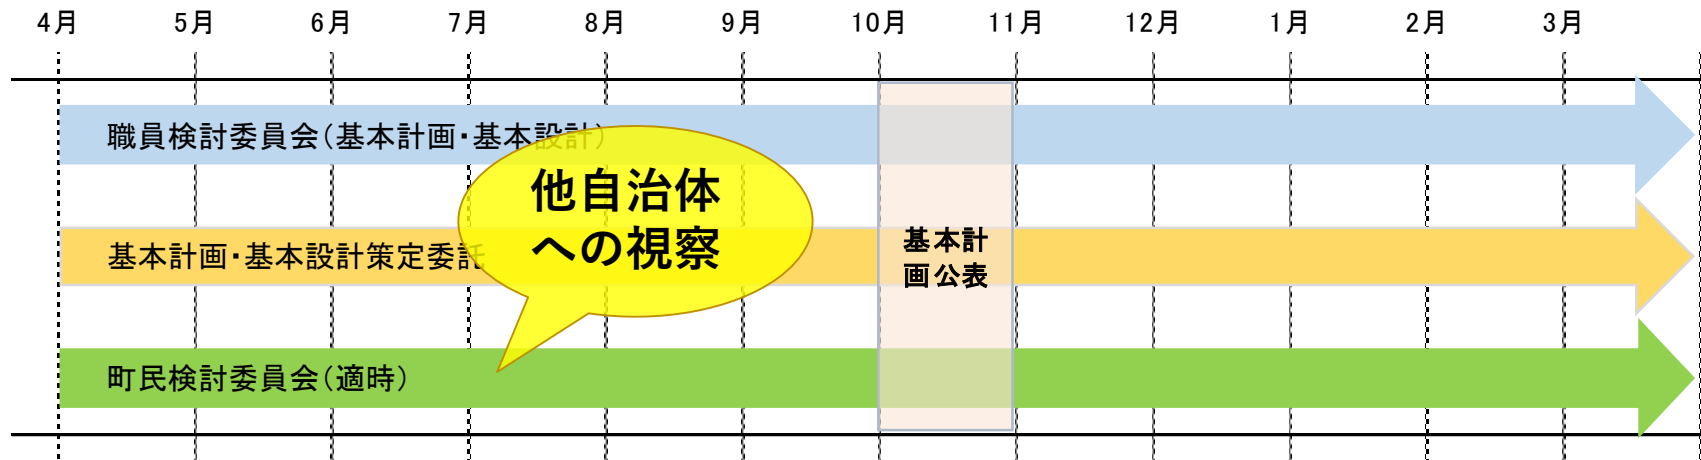 4月 5月 6月 7月 8月 9月 10月 11月 12月 1月 2月 3月
職員検討委員会（基本計画・基本設計）
他自治体
への視察
基本計画・基本設計策定委託
基本計
画公表
町民検討委員会（適時）